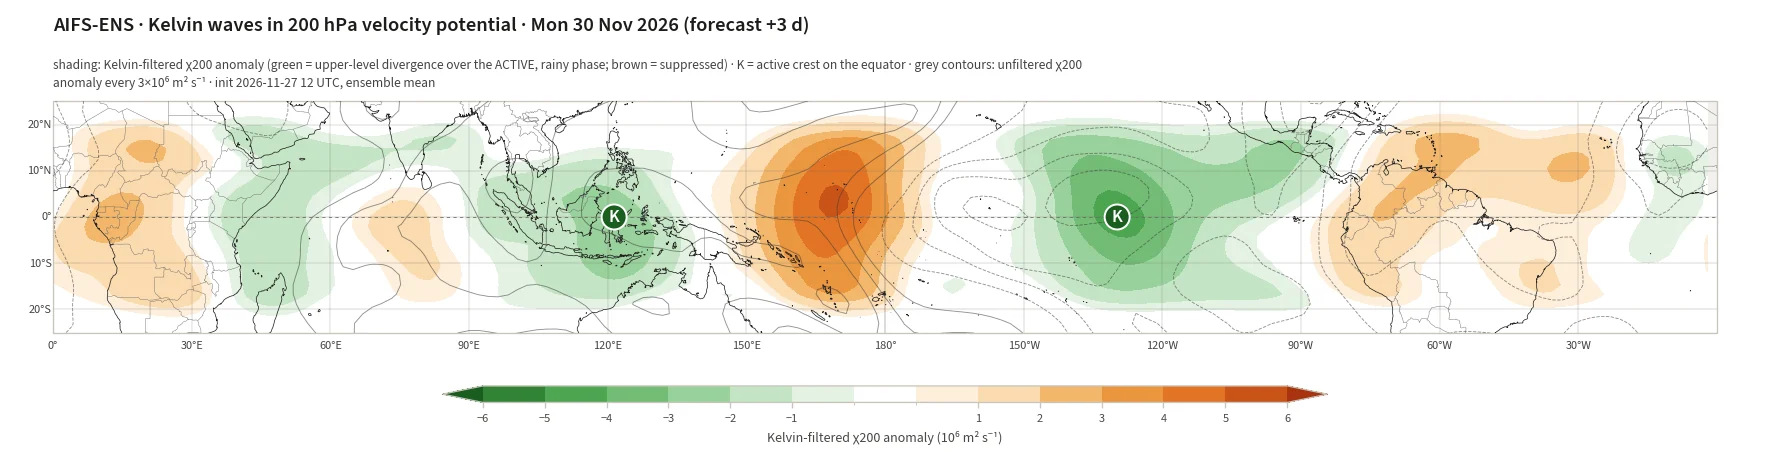 AIFS-ENS · Kelvin waves in 200 hPa velocity potential · Mon 30 Nov 2026 (forecast +3 d)
shading: Kelvin-filtered χ200 anomaly (green = upper-level divergence over the ACTIVE, rainy phase; brown = suppressed) · K = active crest on the equator · grey contours: unfiltered χ200
anomaly every 3×10⁶ m² s⁻¹ · init 2026-11-27 12 UTC, ensemble mean
20°N
10°N
0°
10°S
20°S
K
K
0° 30°E 60°E 90°E 120°E 150°E 180° 150°W 120°W 90°W 60°W 30°W
−6 −5 −4 −3 −2 −1 1 2 3 4 5 6
Kelvin-filtered χ200 anomaly (10⁶ m² s⁻¹)